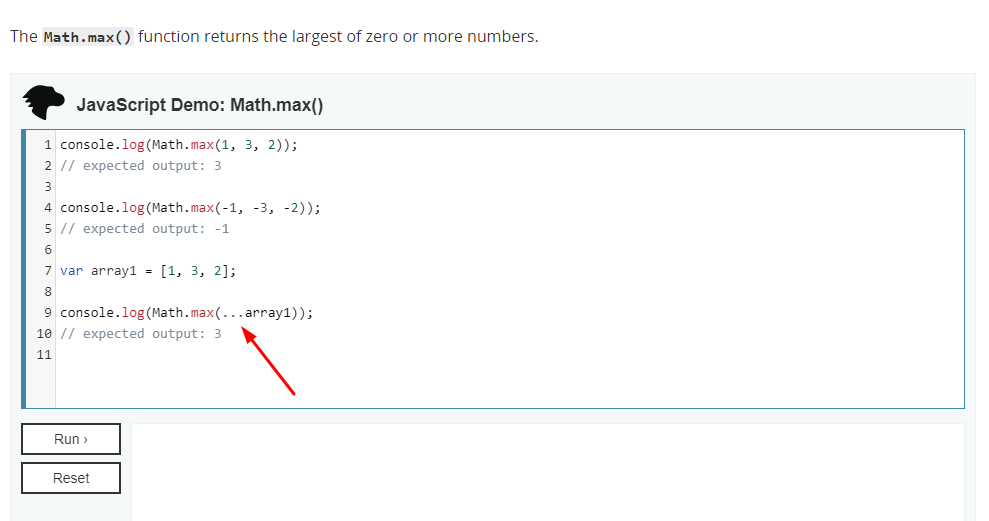 The Math.max() function returns the largest of zero or more numbers.
JavaScript Demo: Math.max()
1 console.log(Math.max(1, 3, 2));
2 // expected output: 3
3
4 console.log(Math.max(-1, -3, -2));
5 // expected output: -1
6
7 var array1 = [1, 3, 2];
8
9 console.log(Math.max(...array1));
10 // expected output: 3
11
Run ›
Reset